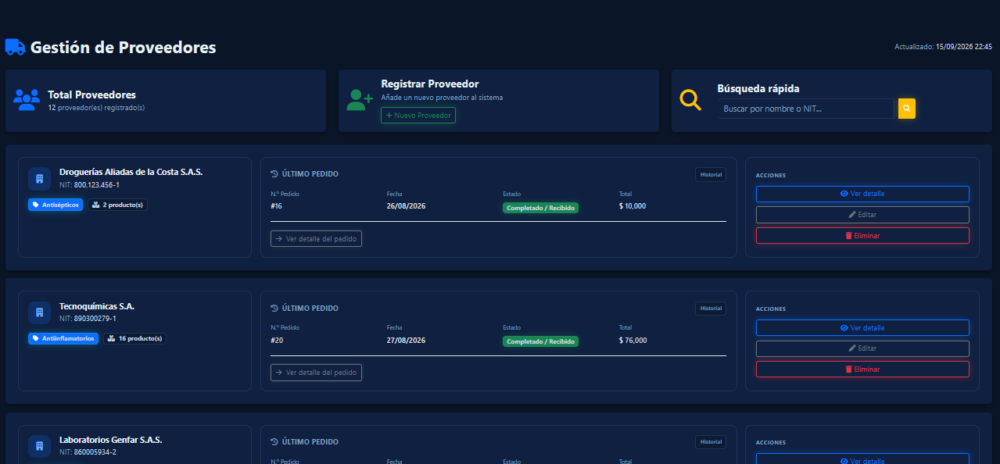 Gestión de Proveedores
Actualizado: 15/09/2026 22:45
Total Proveedores
12 proveedor(es) registrado(s)
Registrar Proveedor
Añade un nuevo proveedor al sistema
+ Nuevo Proveedor
Búsqueda rápida
Buscar por nombre o NIT...
Droguerías Aliadas de la Costa S.A.S.
NIT: 800.123.456-1
Antisépticos 2 producto(s)
ÚLTIMO PEDIDO Historial
N.º Pedido Fecha Estado Total
#16 26/08/2026 Completado / Recibido $ 10,000
Ver detalle del pedido
ACCIONES
Ver detalle
Editar
Eliminar
Tecnoquímicas S.A.
NIT: 890300279-1
Antiinflamatorios 16 producto(s)
ÚLTIMO PEDIDO Historial
N.º Pedido Fecha Estado Total
#20 27/08/2026 Completado / Recibido $ 76,000
Ver detalle del pedido
ACCIONES
Ver detalle
Editar
Eliminar
Laboratorios Genfar S.A.S.
NIT: 860005934-2
ÚLTIMO PEDIDO Historial
N.º Pedido Fecha Estado Total
ACCIONES
Ver detalle